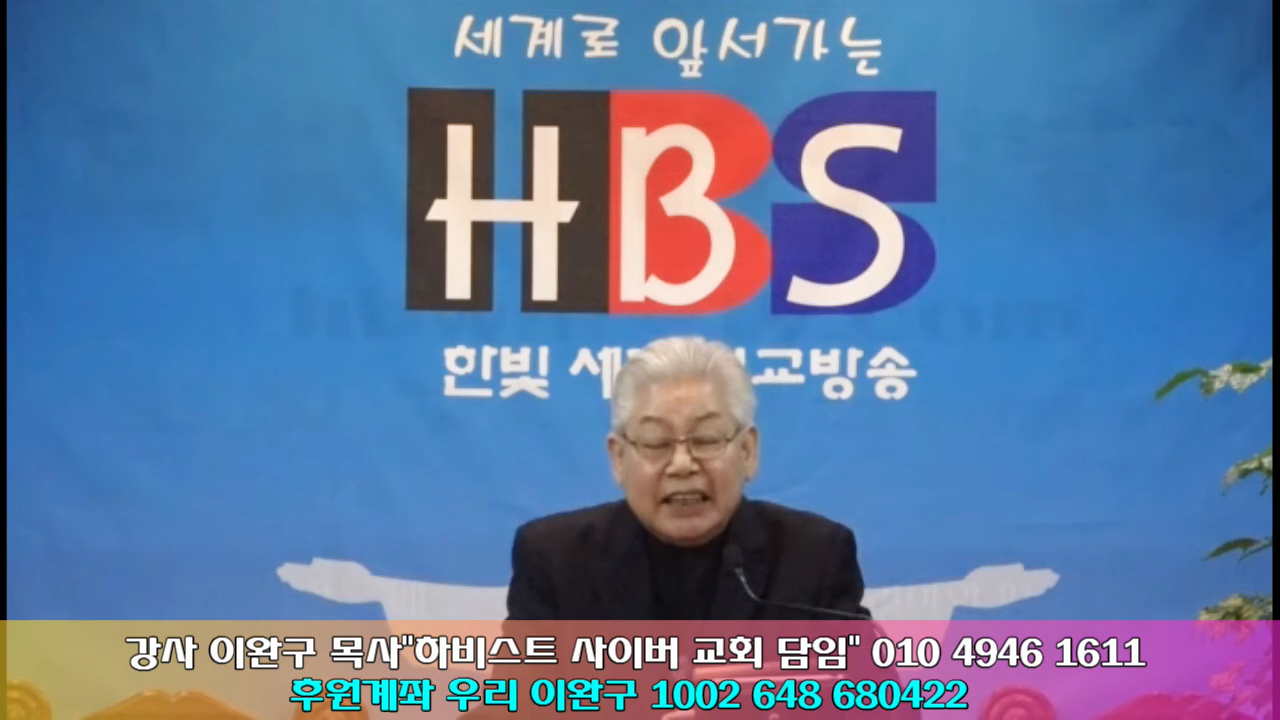 세계로 앞서가는
HBS
한빛 교방송
강사 이완구 목사"하비스트 사이버 교회 담임" 010 4946 1611
후원계좌 우리 이완구 1002 648 680422